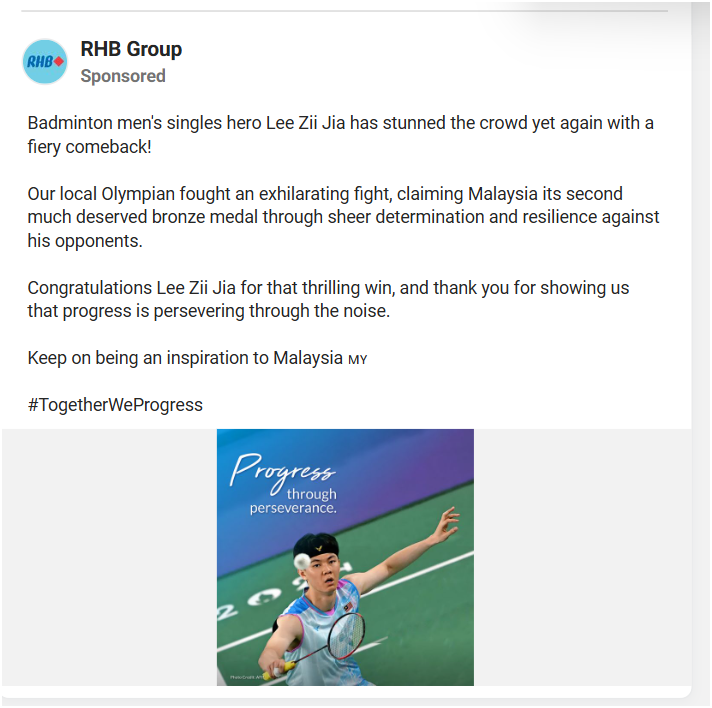 RHB
RHB Group
Sponsored
Badminton men's singles hero Lee Zii Jia has stunned the crowd yet again with a
fiery comeback!
Our local Olympian fought an exhilarating fight, claiming Malaysia its second
much deserved bronze medal through sheer determination and resilience against
his opponents.
Congratulations Lee Zii Jia for that thrilling win, and thank you for showing us
that progress is persevering through the noise.
Keep on being an inspiration to Malaysia MY
#TogetherWeProgress
Progress
through
perseverance.
Photo Credit: AP